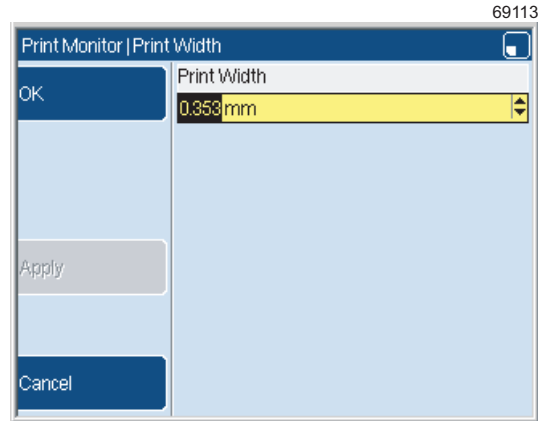 69113
Print Monitor | Print Width
OK
Print Width
0.353 mm
Apply
Cancel